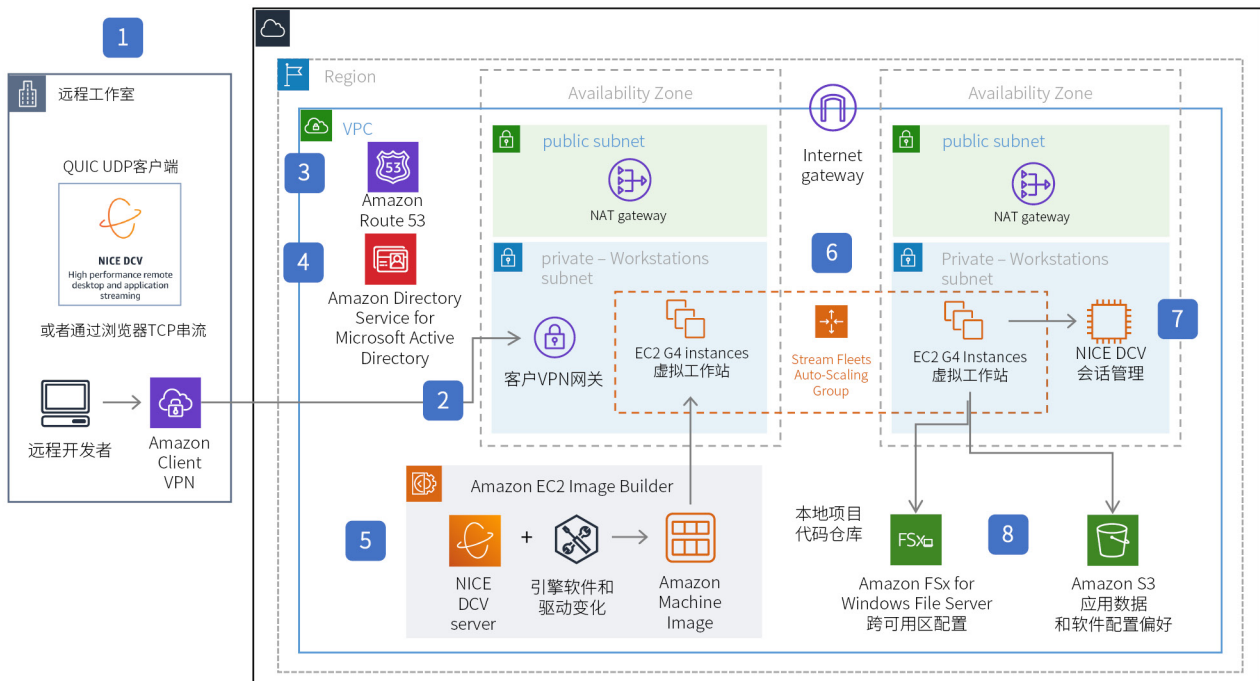 1
远程工作室
QUIC UDP客户端
NICE DCV
High performance remote
desktop and application
streaming
或者通过浏览器TCP串流
远程开发者
Amazon
Client
VPN
Region
VPC
3
53
Amazon
Route 53
4
Amazon Directory
Service for
Microsoft Active
Directory
2
Availability Zone
public subnet
NAT gateway
private – Workstations
subnet
客户VPN网关
EC2 G4 instances
虚拟工作站
Internet
gateway
6
Stream Fleets
Auto-Scaling
Group
Availability Zone
public subnet
NAT gateway
Private – Workstations
subnet
EC2 G4 Instances
虚拟工作站
NICE DCV
会话管理
7
5
Amazon EC2 Image Builder
NICE
DCV
server
+
引擎软件和
驱动变化
Amazon
Machine
Image
本地项目
代码仓库
FSx
8
Amazon FSx for
Windows File Server
跨可用区配置
Amazon S3
应用数据
和软件配置偏好